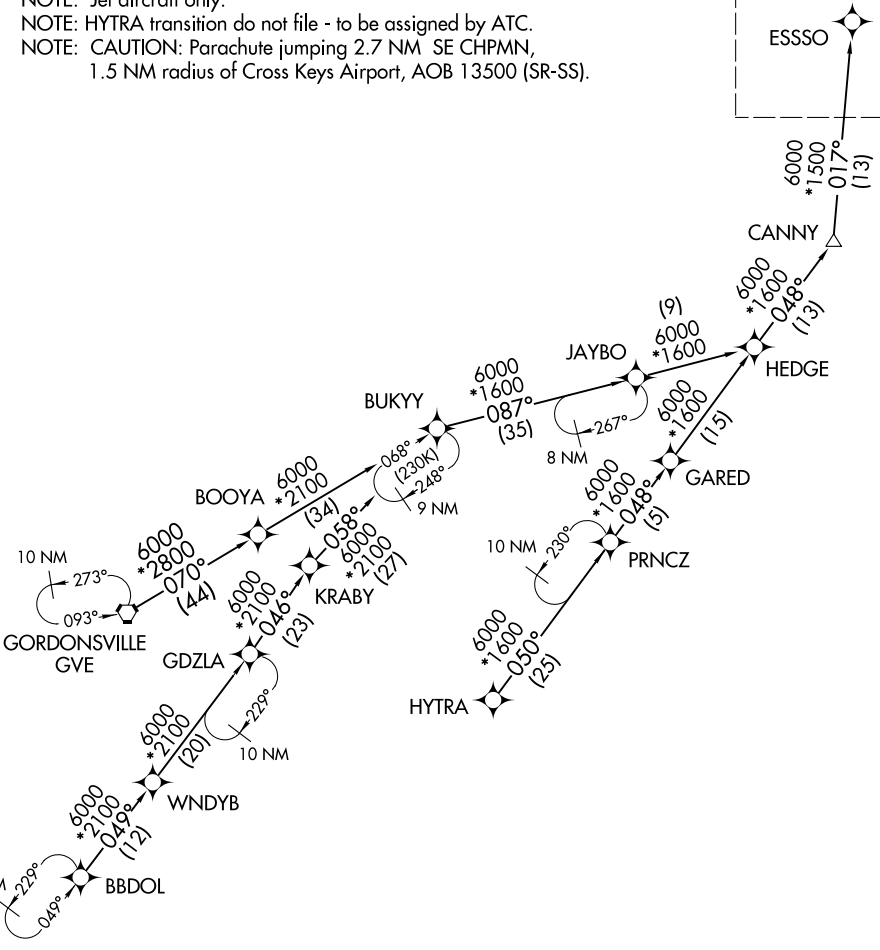 NOTE: Jet aircraft only.
NOTE: HYTRA transition do not file - to be assigned by ATC.
NOTE: CAUTION: Parachute jumping 2.7 NM SE CHPMN,
1.5 NM radius of Cross Keys Airport, AOB 13500 (SR-SS).
ESSSO
6000
*1500
017°
(13)
CANNY
6000
*1600
048°
(13)
HEDGE
(9)
6000
*1600
JAYBO
267°
8 NM
6000
*1600
087°
(35)
BUKYY
068°
(230K)
248°
9 NM
6000
*1600
(15)
GARED
6000
*1600
048°
(5)
PRNCZ
10 NM
230°
6000
*1600
050°
(25)
HYTRA
BOOYA
6000
*2100
(34)
058°
6000
*2100
(27)
KRABY
10 NM
273°
093°
GORDONSVILLE
GVE
6000
*2800
070°
(44)
6000
*2100
046°
(23)
GDZLA
229°
10 NM
6000
*2100
(20)
WNDYB
6000
*2100
049°
(12)
BBDOL
229°
049°